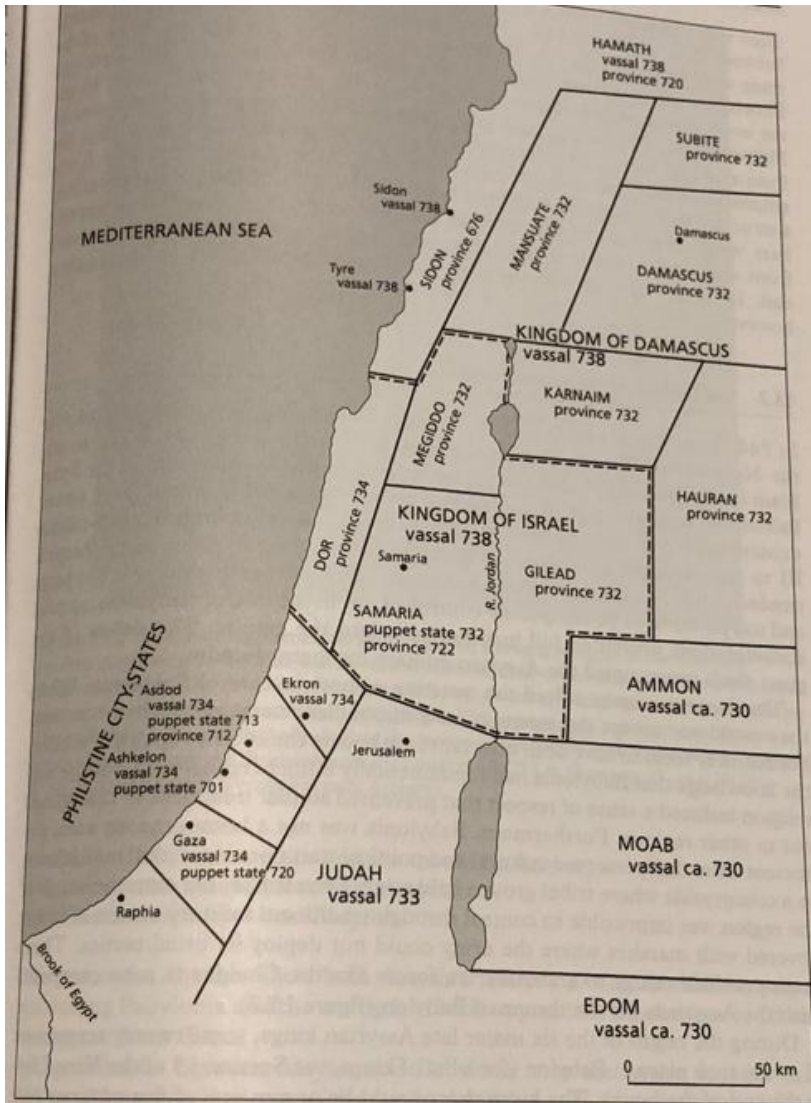 HAMATH
vassal 738
province 720
SUBITE
province 732
Sidon
vassal 738
MEDITERRANEAN SEA
SIDON
province 676
MANSUATE
province 732
Damascus
DAMASCUS
province 732
Tyre
vassal 738
KINGDOM OF DAMASCUS
vassal 738
MEGIDDO
province 732
KARNAIM
province 732
HAURAN
province 732
DOR
province 734
KINGDOM OF ISRAEL
vassal 738
Samaria
R. Jordan
GILEAD
province 732
SAMARIA
puppet state 732
province 722
PHILISTINE CITY-STATES
Asdod
vassal 734
puppet state 713
province 712
Ekron
vassal 734
AMMON
vassal ca. 730
Jerusalem
Ashkelon
vassal 734
puppet state 701
Gaza
vassal 734
puppet state 720
MOAB
vassal ca. 730
JUDAH
vassal 733
Raphia
Brook of Egypt
EDOM
vassal ca. 730
0 50 km